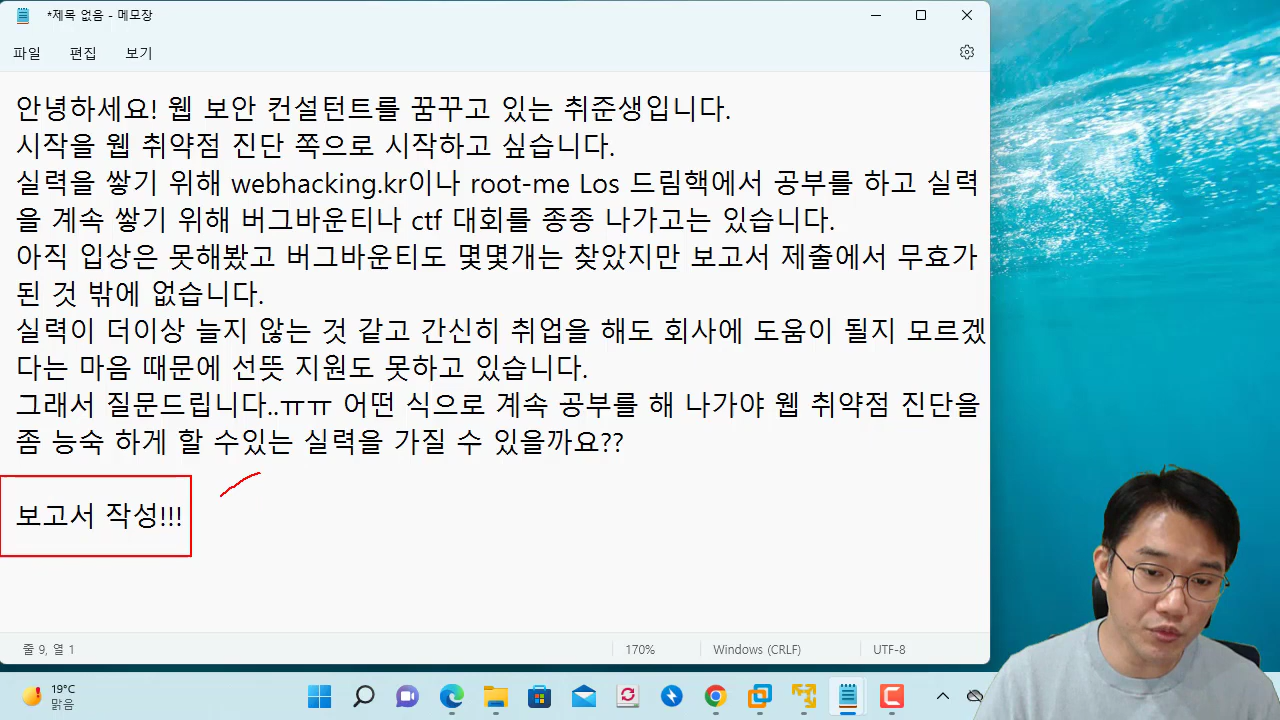 *제목 없음 - 메모장
파일 편집 보기
안녕하세요! 웹 보안 컨설턴트를 꿈꾸고 있는 취준생입니다.
시작을 웹 취약점 진단 쪽으로 시작하고 싶습니다.
실력을 쌓기 위해 webhacking.kr이나 root-me Los 드림핵에서 공부를 하고 실력
을 계속 쌓기 위해 버그바운티나 ctf 대회를 종종 나가고는 있습니다.
아직 입상은 못해봤고 버그바운티도 몇몇개는 찾았지만 보고서 제출에서 무효가
된 것 밖에 없습니다.
실력이 더이상 늘지 않는 것 같고 간신히 취업을 해도 회사에 도움이 될지 모르겠
다는 마음 때문에 선뜻 지원도 못하고 있습니다.
그래서 질문드립니다..ㅠㅠ 어떤 식으로 계속 공부를 해 나가야 웹 취약점 진단을
좀 능숙 하게 할 수있는 실력을 가질 수 있을까요??
보고서 작성!!!
줄 9, 열 1 170% Windows (CRLF) UTF-8
19°C
맑음